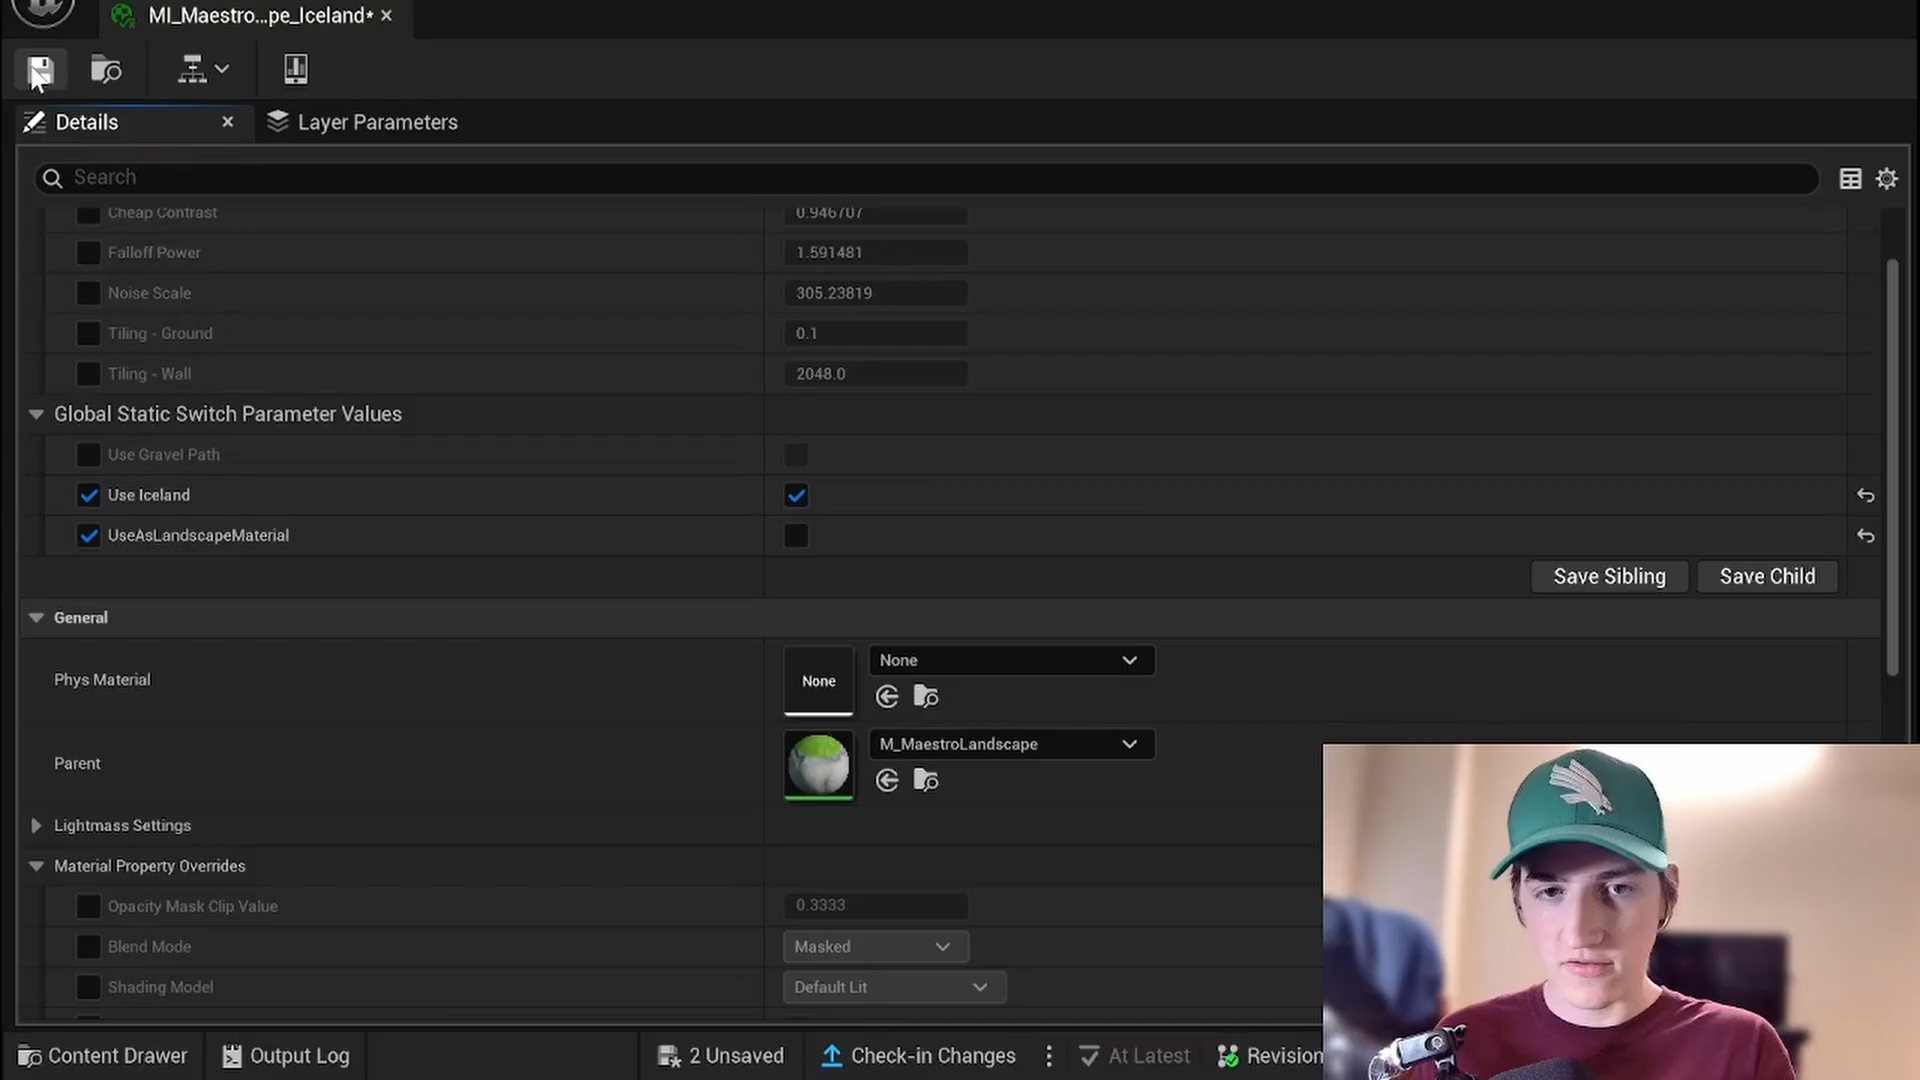 MI_Maestro...pe_Iceland*
Details
Layer Parameters
Search
Cheap Contrast 0.946707
Falloff Power 1.591481
Noise Scale 305.23819
Tiling - Ground 0.1
Tiling - Wall 2048.0
Global Static Switch Parameter Values
Use Gravel Path
Use Iceland
UseAsLandscapeMaterial
Save Sibling Save Child
General
Phys Material None None
Parent M_MaestroLandscape
Lightmass Settings
Material Property Overrides
Opacity Mask Clip Value 0.3333
Blend Mode Masked
Shading Model Default Lit
Content Drawer Output Log 2 Unsaved Check-in Changes At Latest Revision